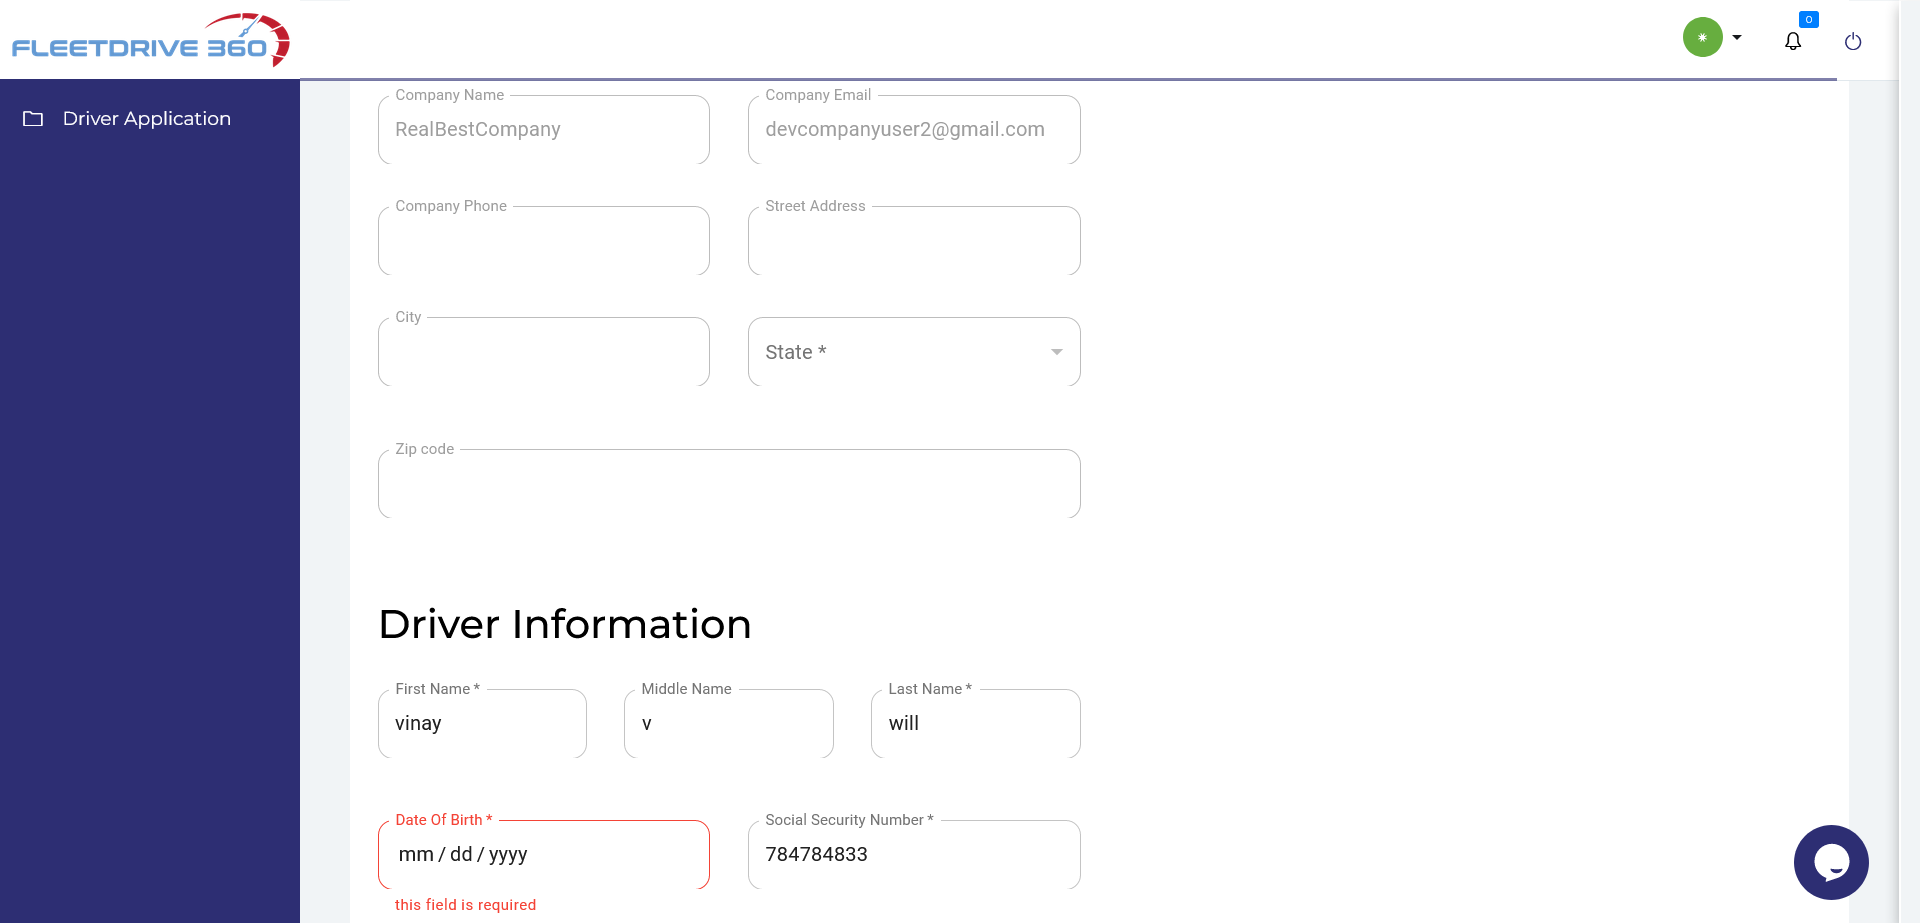 FLEETDRIVE 360
0
Driver Application
Company Name
Company Email
RealBestCompany
devcompanyuser2@gmail.com
Company Phone
Street Address
City
State *
Zip code
Driver Information
First Name *
Middle Name
Last Name *
vinay
v
will
Date Of Birth *
Social Security Number *
mm / dd / yyyy
784784833
this field is required